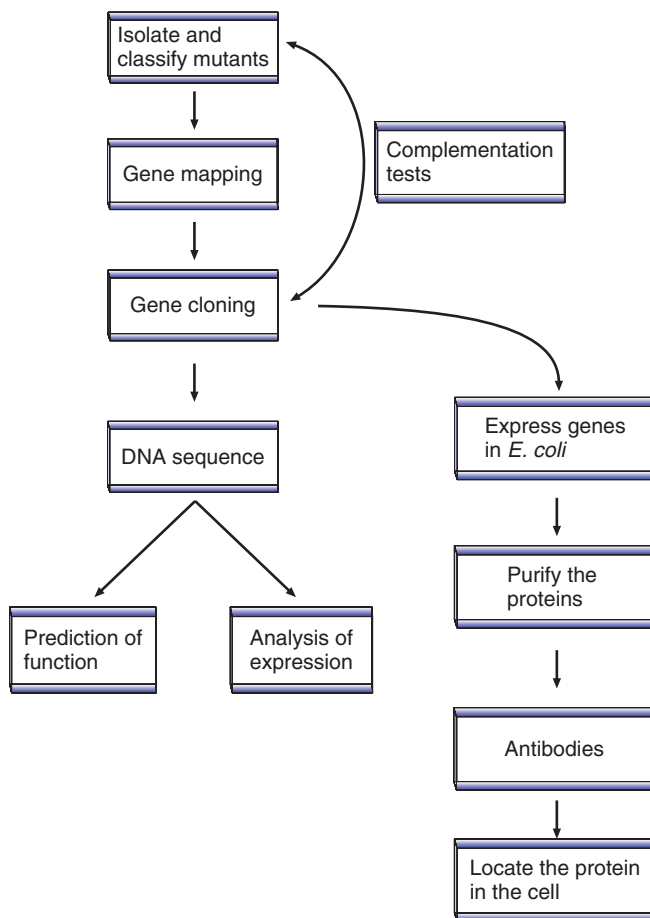 Isolate and
classify mutants
Gene mapping
Complementation
tests
Gene cloning
DNA sequence
Express genes
in E. coli
Prediction of
function
Analysis of
expression
Purify the
proteins
Antibodies
Locate the protein
in the cell